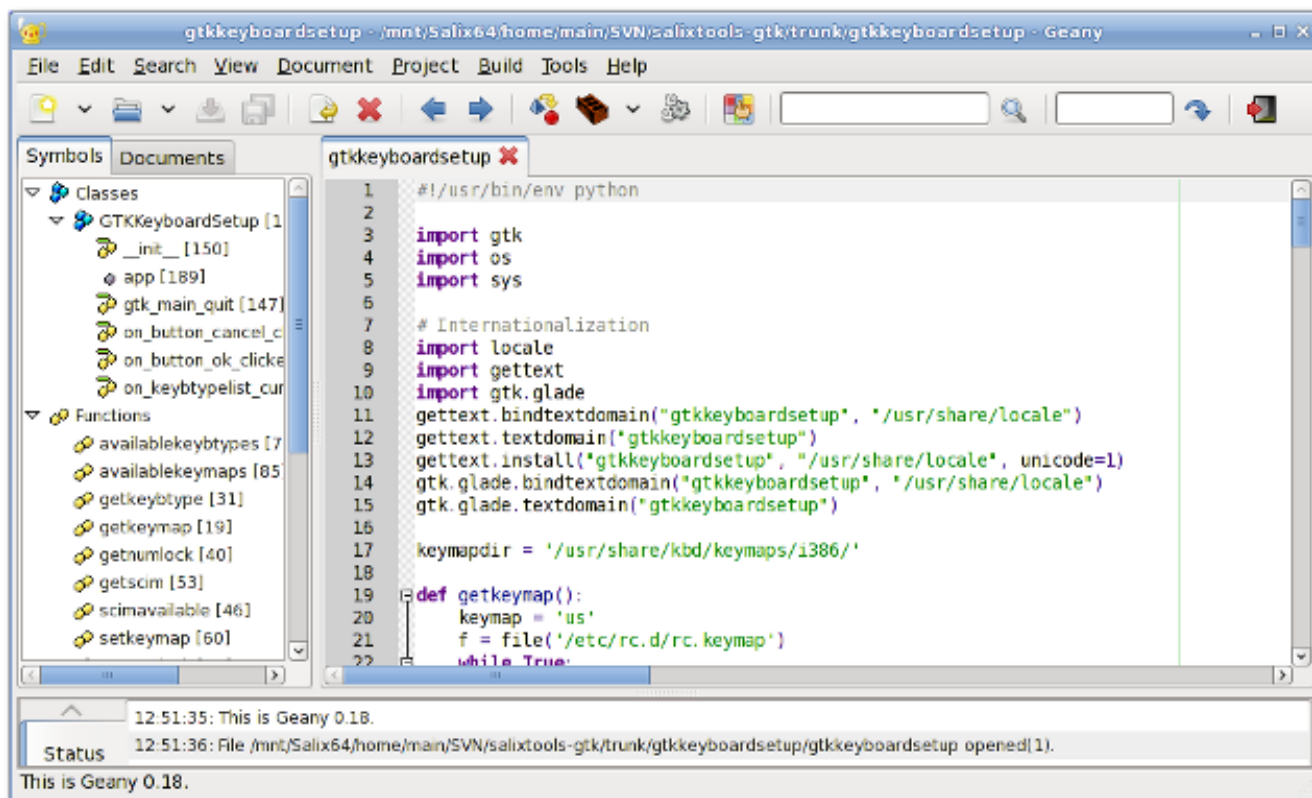 gtkkeyboardsetup - /mnt/Salix64/home/main/SVN/salixtools-gtk/trunk/gtkkeyboardsetup - Geany
File Edit Search View Document Project Build Tools Help
Symbols Documents
Classes
GTKKeyboardSetup [1
__init__ [150]
app [189]
gtk_main_quit [147]
on_button_cancel_c
on_button_ok_clicke
on_keybtypelist_cur
Functions
availablekeybtypes [7
availablekeymaps [85]
getkeybtype [31]
getkeymap [19]
getnumlock [40]
getscim [53]
scimavailable [46]
setkeymap [60]
gtkkeyboardsetup
1 #!/usr/bin/env python
2
3 import gtk
4 import os
5 import sys
6
7 # Internationalization
8 import locale
9 import gettext
10 import gtk.glade
11 gettext.bindtextdomain("gtkkeyboardsetup", "/usr/share/locale")
12 gettext.textdomain("gtkkeyboardsetup")
13 gettext.install("gtkkeyboardsetup", "/usr/share/locale", unicode=1)
14 gtk.glade.bindtextdomain("gtkkeyboardsetup", "/usr/share/locale")
15 gtk.glade.textdomain("gtkkeyboardsetup")
16
17 keymapdir = '/usr/share/kbd/keymaps/i386/'
18
19 def getkeymap():
20 keymap = 'us'
21 f = file('/etc/rc.d/rc.keymap')
22 while True:
Status
12:51:35: This is Geany 0.18.
12:51:36: File /mnt/Salix64/home/main/SVN/salixtools-gtk/trunk/gtkkeyboardsetup/gtkkeyboardsetup opened(1).
This is Geany 0.18.